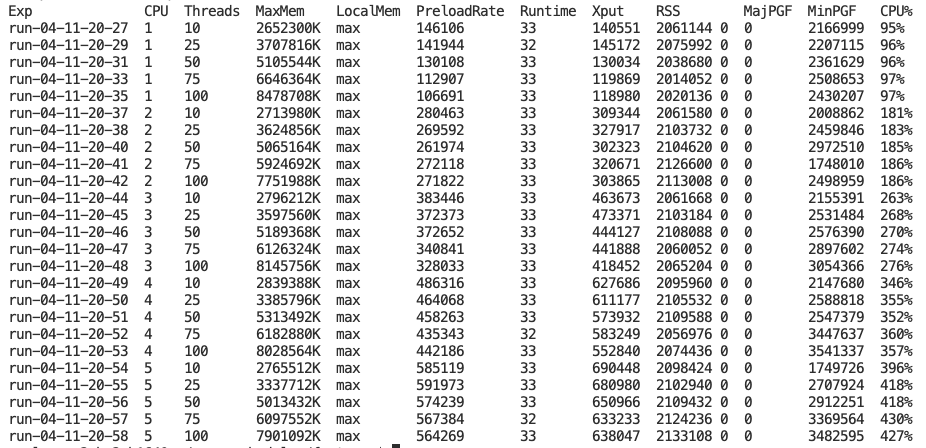 Exp CPU Threads MaxMem LocalMem PreloadRate Runtime Xput RSS MajPGF MinPGF CPU%
run-04-11-20-27 1 10 2652300K max 146106 33 140551 2061144 0 0 2166999 95%
run-04-11-20-29 1 25 3707816K max 141944 32 145172 2075992 0 0 2207115 96%
run-04-11-20-31 1 50 5105544K max 130108 33 130034 2038680 0 0 2361629 96%
run-04-11-20-33 1 75 6646364K max 112907 33 119869 2014052 0 0 2508653 97%
run-04-11-20-35 1 100 8478708K max 106691 33 118980 2020136 0 0 2430207 97%
run-04-11-20-37 2 10 2713980K max 280463 33 309344 2061580 0 0 2008862 181%
run-04-11-20-38 2 25 3624856K max 269592 33 327917 2103732 0 0 2459846 183%
run-04-11-20-40 2 50 5065164K max 261974 33 302323 2104620 0 0 2972510 185%
run-04-11-20-41 2 75 5924692K max 272118 33 320671 2126600 0 0 1748010 186%
run-04-11-20-42 2 100 7751988K max 271822 33 303865 2113008 0 0 2498959 186%
run-04-11-20-44 3 10 2796212K max 383446 33 463673 2061668 0 0 2155391 263%
run-04-11-20-45 3 25 3597560K max 372373 33 473371 2103184 0 0 2531484 268%
run-04-11-20-46 3 50 5189368K max 372652 33 444127 2108088 0 0 2576390 270%
run-04-11-20-47 3 75 6126324K max 340841 33 441888 2060052 0 0 2897602 274%
run-04-11-20-48 3 100 8145756K max 328033 33 418452 2065204 0 0 3054366 276%
run-04-11-20-49 4 10 2839388K max 486316 33 627686 2095960 0 0 2147680 346%
run-04-11-20-50 4 25 3385796K max 464068 33 611177 2105532 0 0 2588818 355%
run-04-11-20-51 4 50 5313492K max 458263 33 573932 2109588 0 0 2547379 352%
run-04-11-20-52 4 75 6182880K max 435343 32 583249 2056976 0 0 3447637 360%
run-04-11-20-53 4 100 8028564K max 442186 33 552840 2074436 0 0 3541337 357%
run-04-11-20-54 5 10 2765512K max 585119 33 690448 2098424 0 0 1749726 396%
run-04-11-20-55 5 25 3337712K max 591973 33 680980 2102940 0 0 2707924 418%
run-04-11-20-56 5 50 5013432K max 574239 33 650966 2109432 0 0 2912251 418%
run-04-11-20-57 5 75 6097552K max 567384 32 633233 2124236 0 0 3369564 430%
run-04-11-20-58 5 100 7901092K max 564269 33 638047 2133108 0 0 3482595 427%